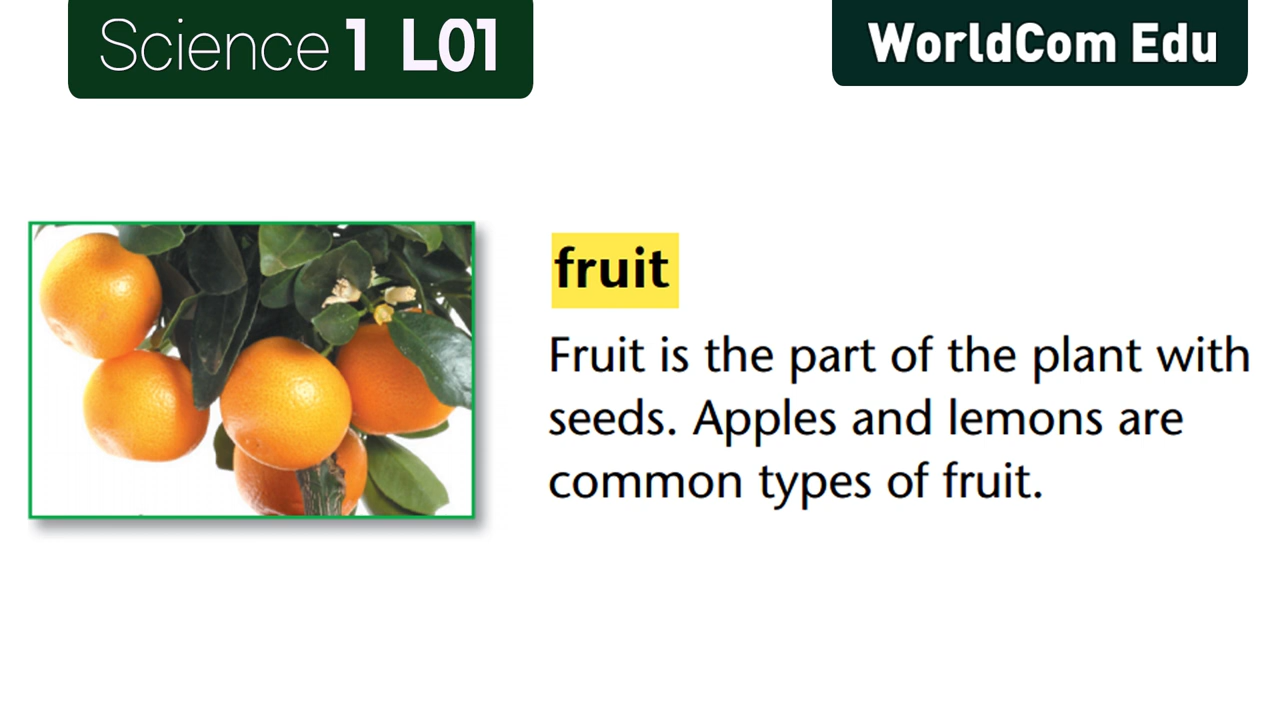 Science 1 L01
WorldCom Edu
fruit
Fruit is the part of the plant with
seeds. Apples and lemons are
common types of fruit.